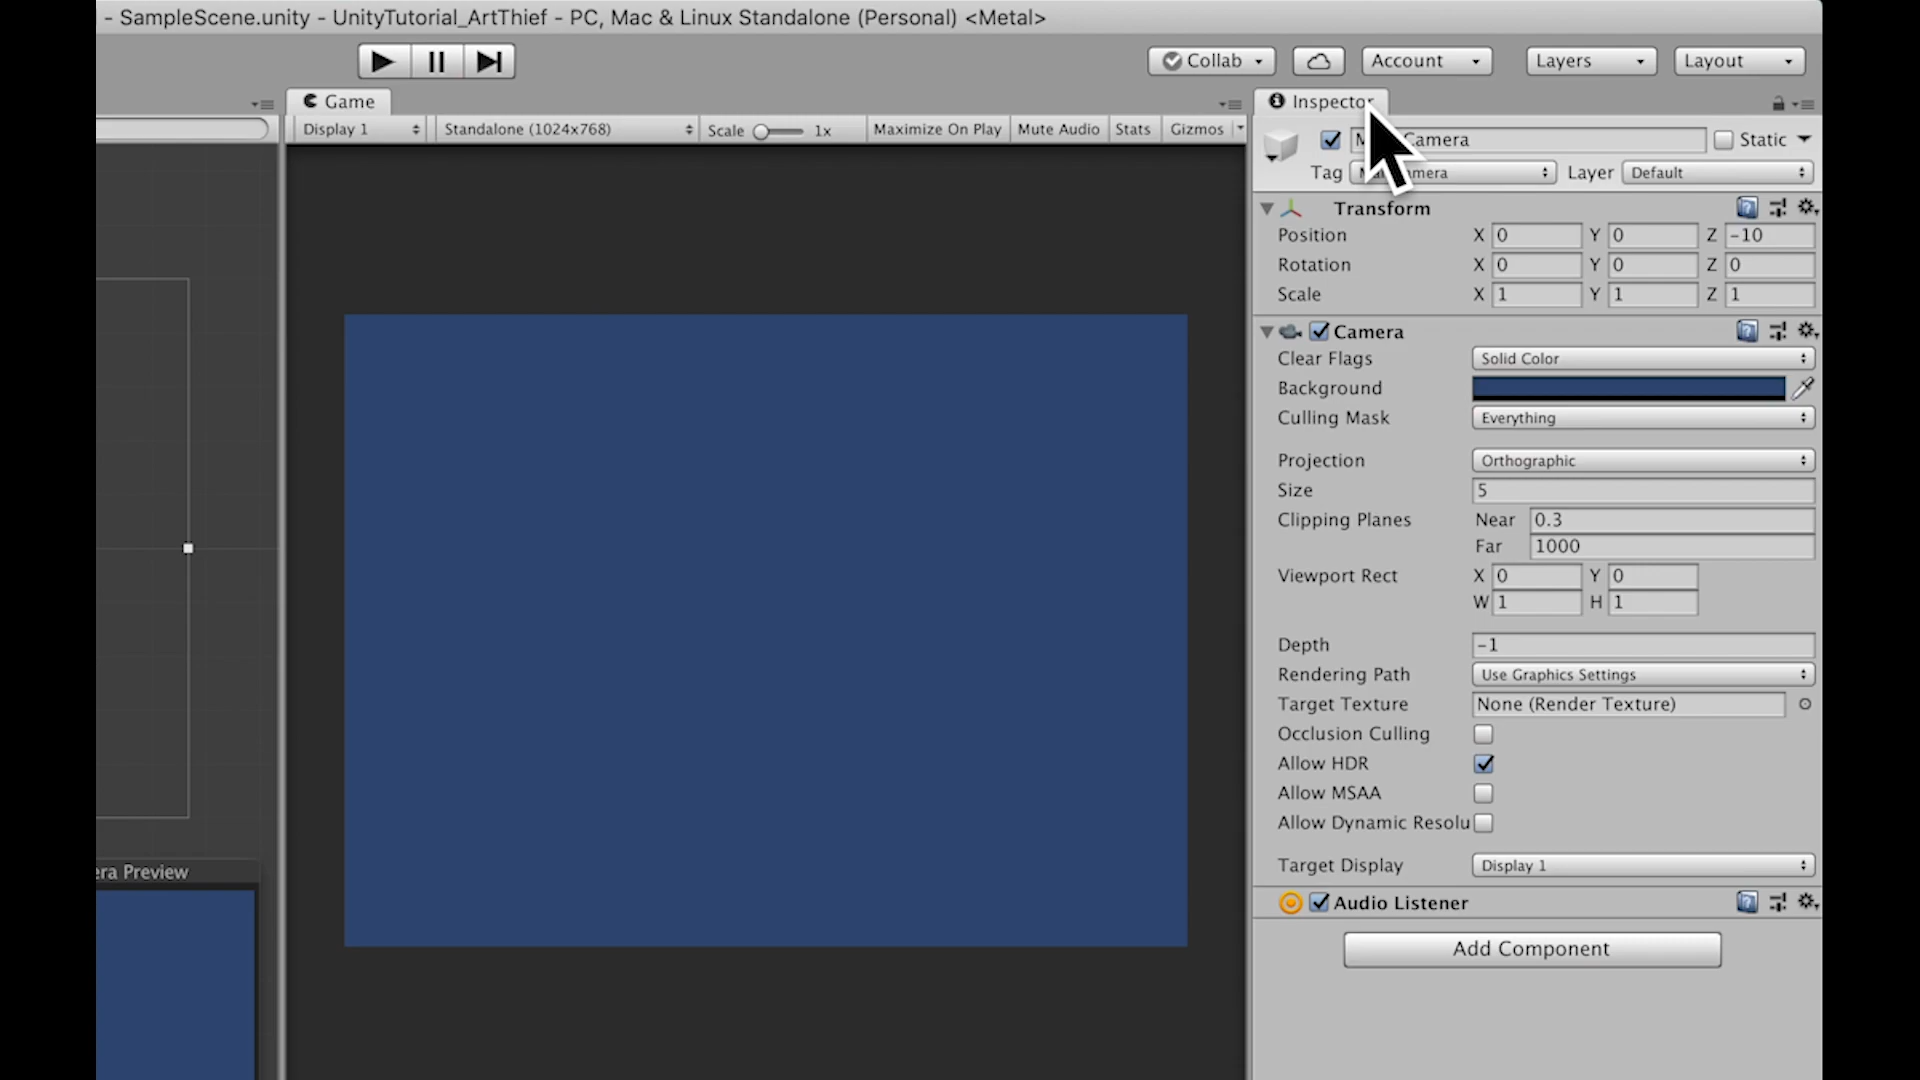 - SampleScene.unity - UnityTutorial_ArtThief - PC, Mac & Linux Standalone (Personal) <Metal>
Collab Account Layers Layout
Game
Display 1 Standalone (1024x768) Scale 1x Maximize On Play Mute Audio Stats Gizmos
Inspector
Camera Static
Tag Layer Default
Transform
Position X 0 Y 0 Z -10
Rotation X 0 Y 0 Z 0
Scale X 1 Y 1 Z 1
Camera
Clear Flags Solid Color
Background
Culling Mask Everything
Projection Orthographic
Size 5
Clipping Planes Near 0.3
Far 1000
Viewport Rect X 0 Y 0
W 1 H 1
Depth -1
Rendering Path Use Graphics Settings
Target Texture None (Render Texture)
Occlusion Culling
Allow HDR
Allow MSAA
Allow Dynamic Resolu
Target Display Display 1
era Preview
Audio Listener
Add Component